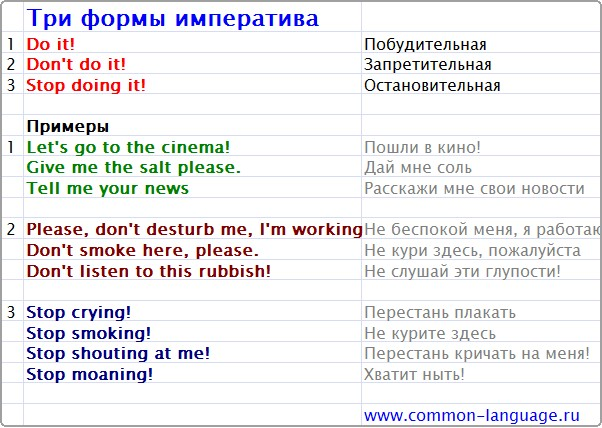 Три формы императива
1 Do it! Побудительная
2 Don't do it! Запретительная
3 Stop doing it! Остановительная
Примеры
1 Let's go to the cinema! Пошли в кино!
Give me the salt please. Дай мне соль
Tell me your news Расскажи мне свои новости
2 Please, don't desturb me, I'm working Не беспокой меня, я работаю
Don't smoke here, please. Не кури здесь, пожалуйста
Don't listen to this rubbish! Не слушай эти глупости!
3 Stop crying! Перестань плакать
Stop smoking! Не курите здесь
Stop shouting at me! Перестань кричать на меня!
Stop moaning! Хватит ныть!
www.common-language.ru